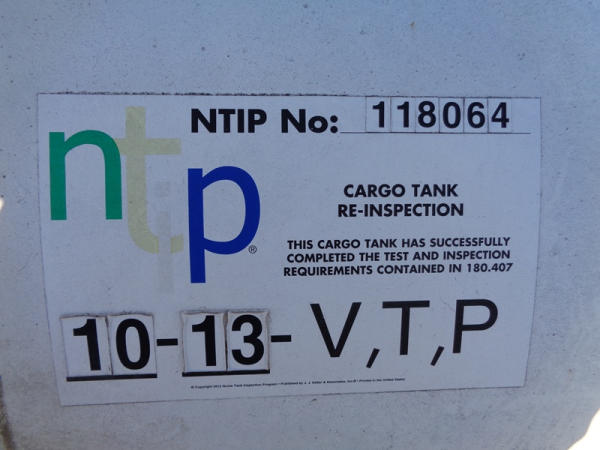 ntp®
NTIP No: 118064
CARGO TANK
RE-INSPECTION
THIS CARGO TANK HAS SUCCESSFULLY
COMPLETED THE TEST AND INSPECTION
REQUIREMENTS CONTAINED IN 180.407
10-13-V,T,P